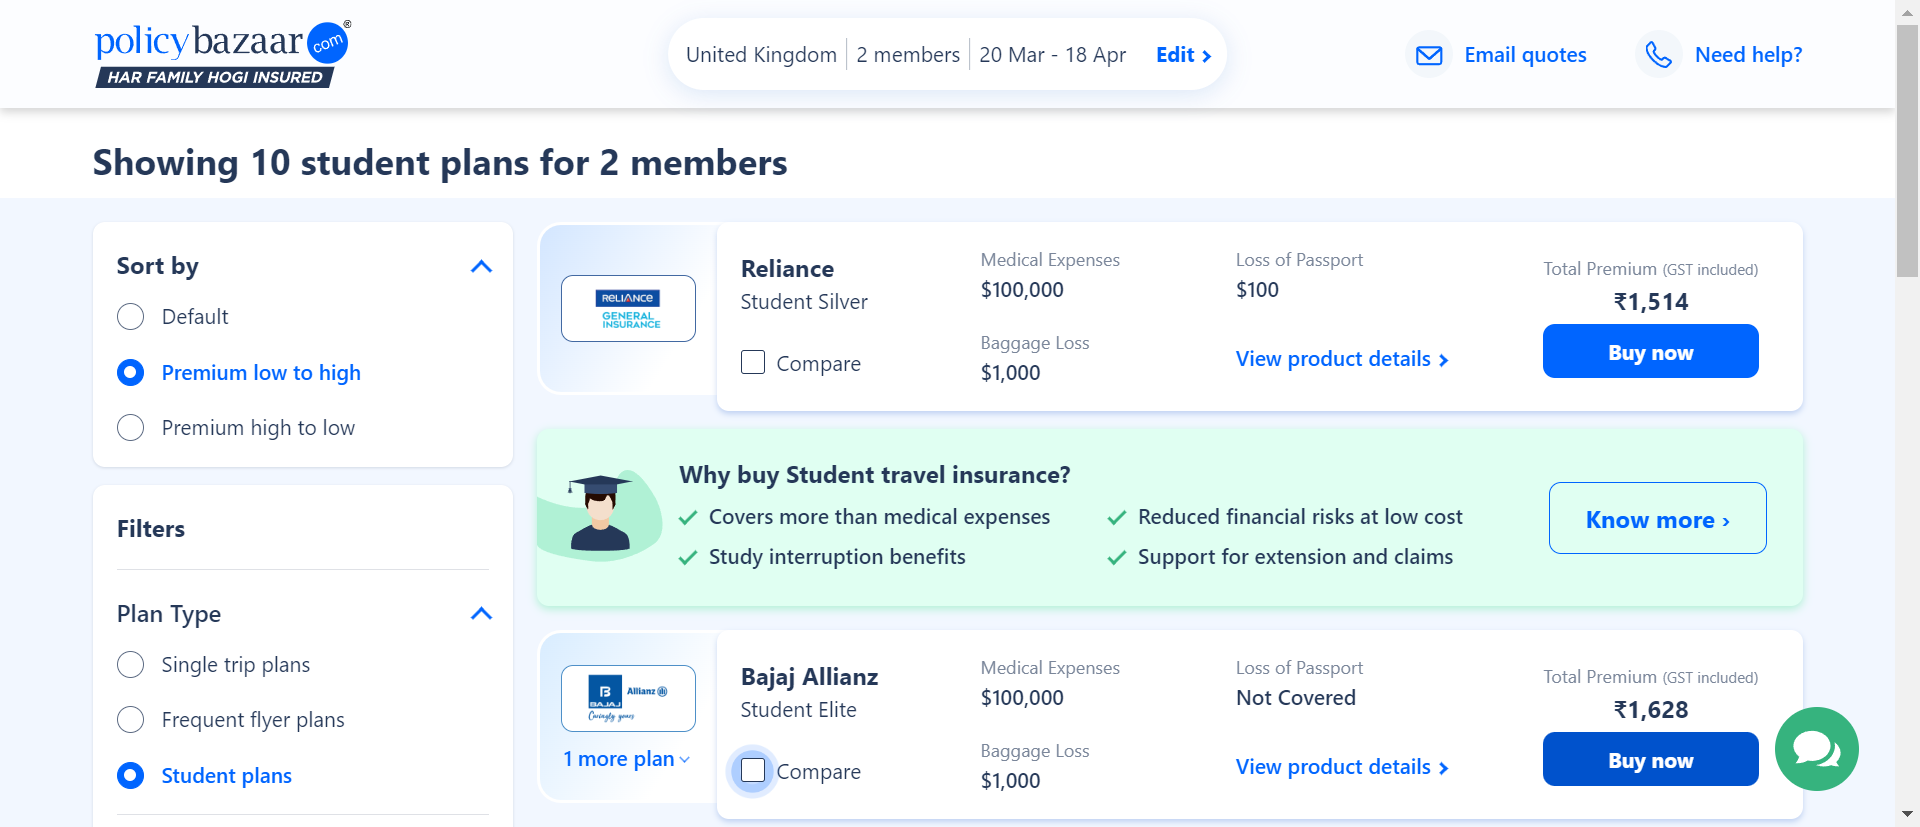 policybazaar.com®
HAR FAMILY HOGI INSURED
United Kingdom 2 members 20 Mar - 18 Apr Edit ›
Email quotes
Need help?
Showing 10 student plans for 2 members
Sort by
Default
Premium low to high
Premium high to low
Filters
Plan Type
Single trip plans
Frequent flyer plans
Student plans
RELIANCE
GENERAL
INSURANCE
Reliance
Student Silver
Compare
Medical Expenses
$100,000
Baggage Loss
$1,000
Loss of Passport
$100
View product details ›
Total Premium (GST included)
₹1,514
Buy now
Why buy Student travel insurance?
Covers more than medical expenses
Reduced financial risks at low cost
Study interruption benefits
Support for extension and claims
Know more ›
B
BAJAJ
Allianz
Caringly yours
1 more plan
Bajaj Allianz
Student Elite
Compare
Medical Expenses
$100,000
Baggage Loss
$1,000
Loss of Passport
Not Covered
View product details ›
Total Premium (GST included)
₹1,628
Buy now